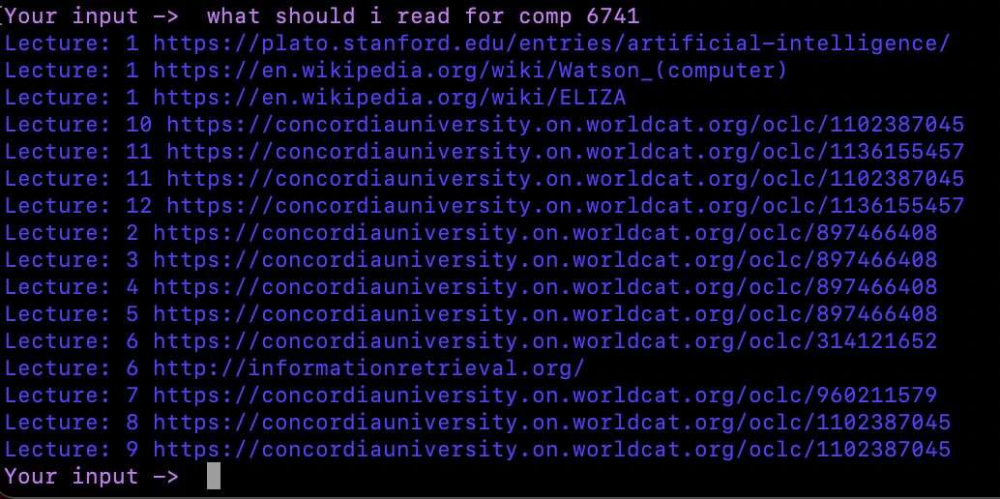 Your input ->  what should i read for comp 6741
Lecture: 1 https://plato.stanford.edu/entries/artificial-intelligence/
Lecture: 1 https://en.wikipedia.org/wiki/Watson_(computer)
Lecture: 1 https://en.wikipedia.org/wiki/ELIZA
Lecture: 10 https://concordiauniversity.on.worldcat.org/oclc/1102387045
Lecture: 11 https://concordiauniversity.on.worldcat.org/oclc/1136155457
Lecture: 11 https://concordiauniversity.on.worldcat.org/oclc/1102387045
Lecture: 12 https://concordiauniversity.on.worldcat.org/oclc/1136155457
Lecture: 2 https://concordiauniversity.on.worldcat.org/oclc/897466408
Lecture: 3 https://concordiauniversity.on.worldcat.org/oclc/897466408
Lecture: 4 https://concordiauniversity.on.worldcat.org/oclc/897466408
Lecture: 5 https://concordiauniversity.on.worldcat.org/oclc/897466408
Lecture: 6 https://concordiauniversity.on.worldcat.org/oclc/314121652
Lecture: 6 http://informationretrieval.org/
Lecture: 7 https://concordiauniversity.on.worldcat.org/oclc/960211579
Lecture: 8 https://concordiauniversity.on.worldcat.org/oclc/1102387045
Lecture: 9 https://concordiauniversity.on.worldcat.org/oclc/1102387045
Your input ->